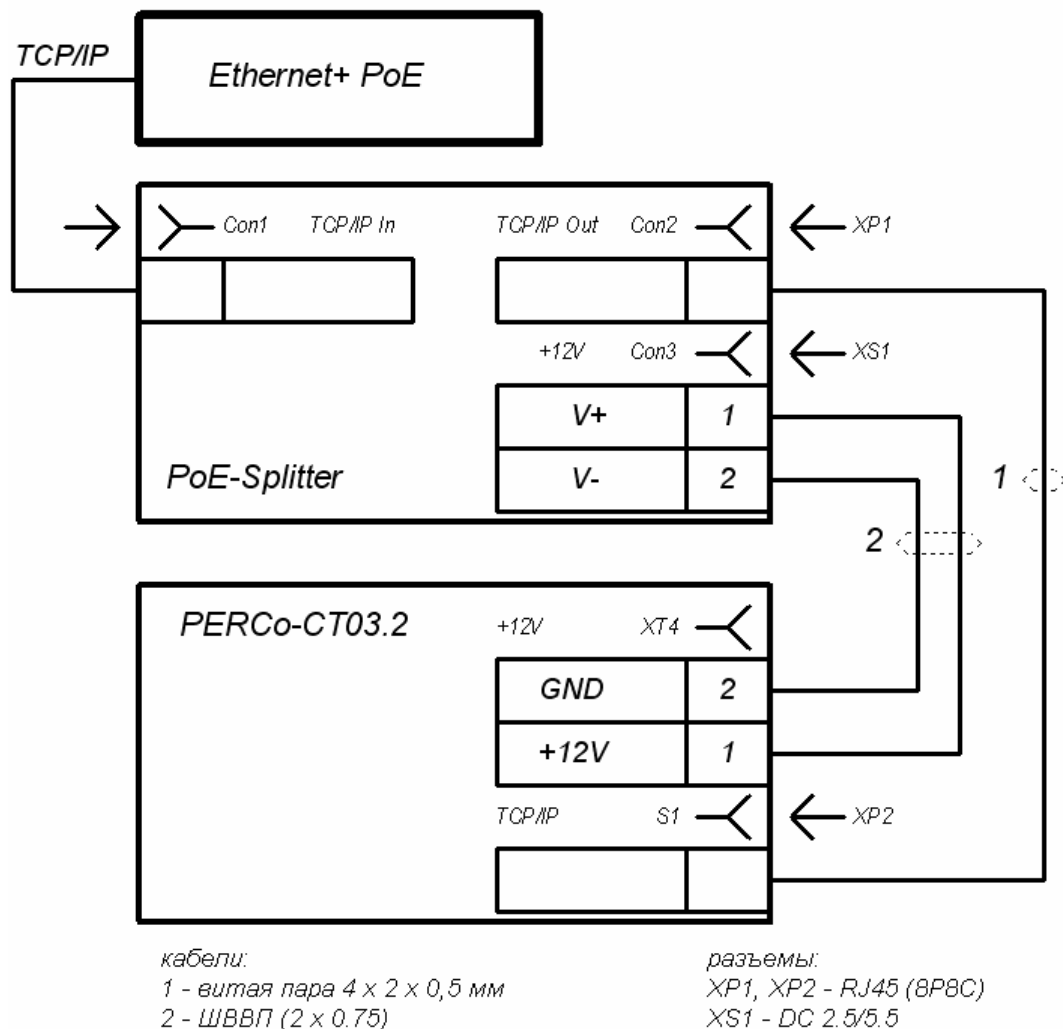 TCP/IP
Ethernet+ PoE
Con1 TCP/IP In TCP/IP Out Con2 XP1
+12V Con3 XS1
V+ 1
PoE-Splitter V- 2 1
2
PERCo-CT03.2 +12V XT4
GND 2
+12V 1
TCP/IP S1 XP2
кабели: разъемы:
1 - витая пара 4 x 2 x 0,5 мм XP1, XP2 - RJ45 (8P8C)
2 - ШВВП (2 x 0.75) XS1 - DC 2.5/5.5